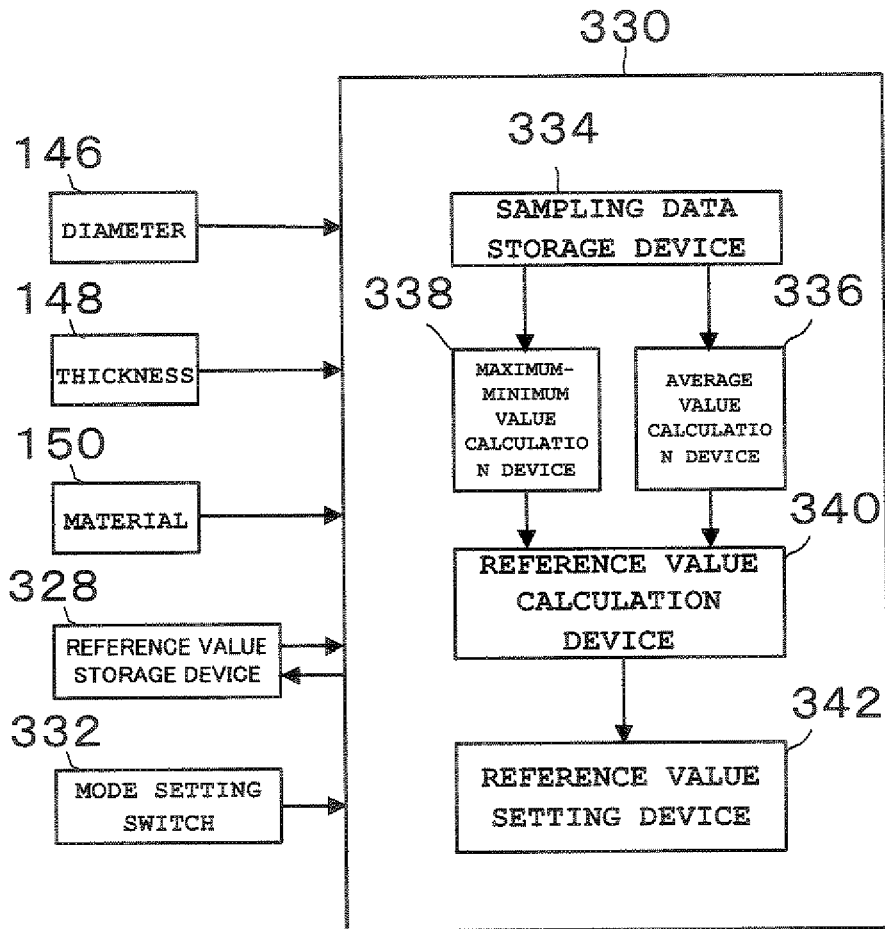 330
146
DIAMETER
148
THICKNESS
150
MATERIAL
328
REFERENCE VALUE
STORAGE DEVICE
332
MODE SETTING
SWITCH
334
SAMPLING DATA
STORAGE DEVICE
338
MAXIMUM-
MINIMUM
VALUE
CALCULATIO
N DEVICE
336
AVERAGE
VALUE
CALCULATIO
N DEVICE
340
REFERENCE VALUE
CALCULATION
DEVICE
342
REFERENCE VALUE
SETTING DEVICE